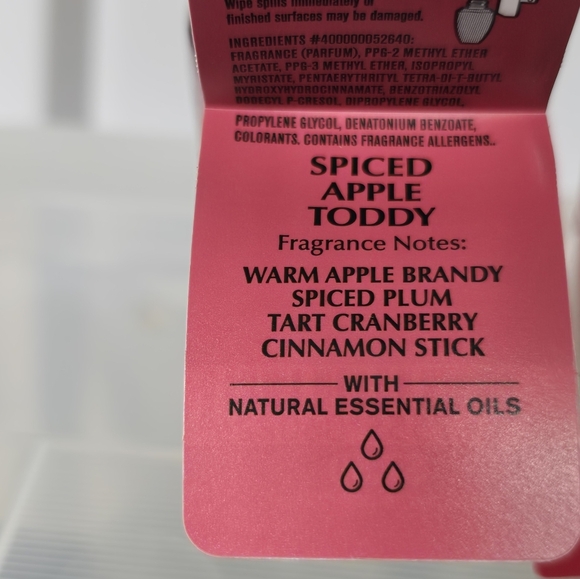 Wipe spills immediately or
finished surfaces may be damaged.
INGREDIENTS #400000052640:
FRAGRANCE (PARFUM), PPG-2 METHYL ETHER
ACETATE, PPG-3 METHYL ETHER, ISOPROPYL
MYRISTATE, PENTAERYTHRITYL TETRA-DI-T-BUTYL
HYDROXYHYDROCINNAMATE, BENZOTRIAZOLYL
DODECYL P-CRESOL, DIPROPYLENE GLYCOL,
PROPYLENE GLYCOL, DENATONIUM BENZOATE,
COLORANTS. CONTAINS FRAGRANCE ALLERGENS..
SPICED
APPLE
TODDY
Fragrance Notes:
WARM APPLE BRANDY
SPICED PLUM
TART CRANBERRY
CINNAMON STICK
WITH
NATURAL ESSENTIAL OILS